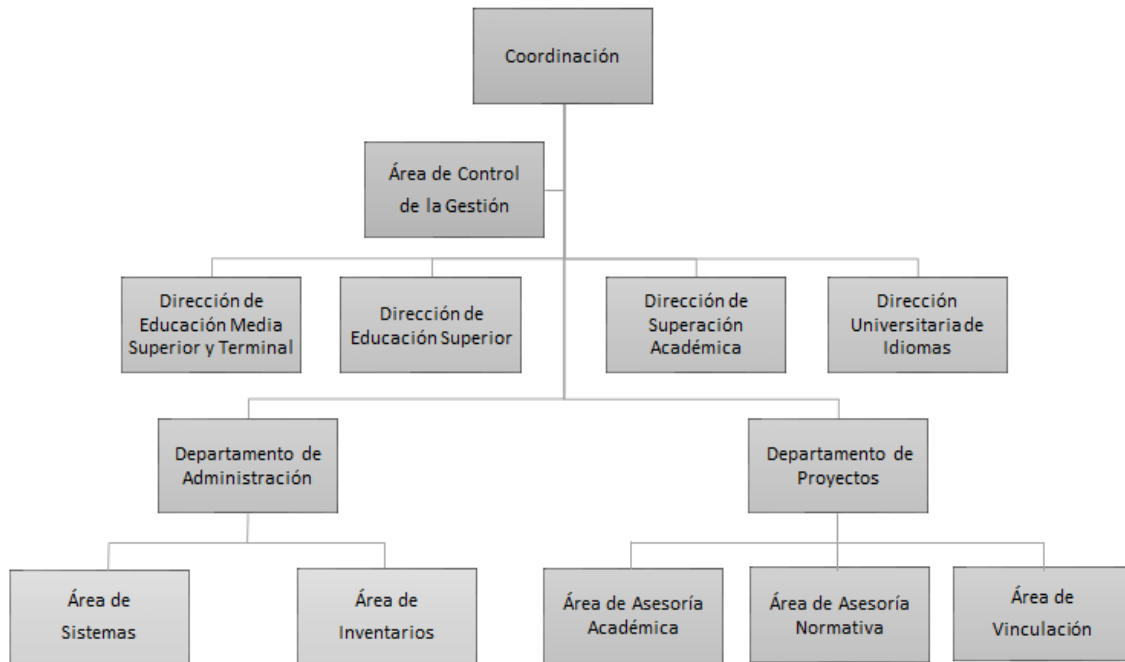 Coordinación
Área de Control
de la Gestión
Dirección de
Educación Media
Superior y Terminal
Dirección de
Educación Superior
Dirección de
Superación
Académica
Dirección
Universitaria de
Idiomas
Departamento de
Administración
Departamento de
Proyectos
Área de
Sistemas
Área de
Inventarios
Área de Asesoría
Académica
Área de Asesoría
Normativa
Área de
Vinculación